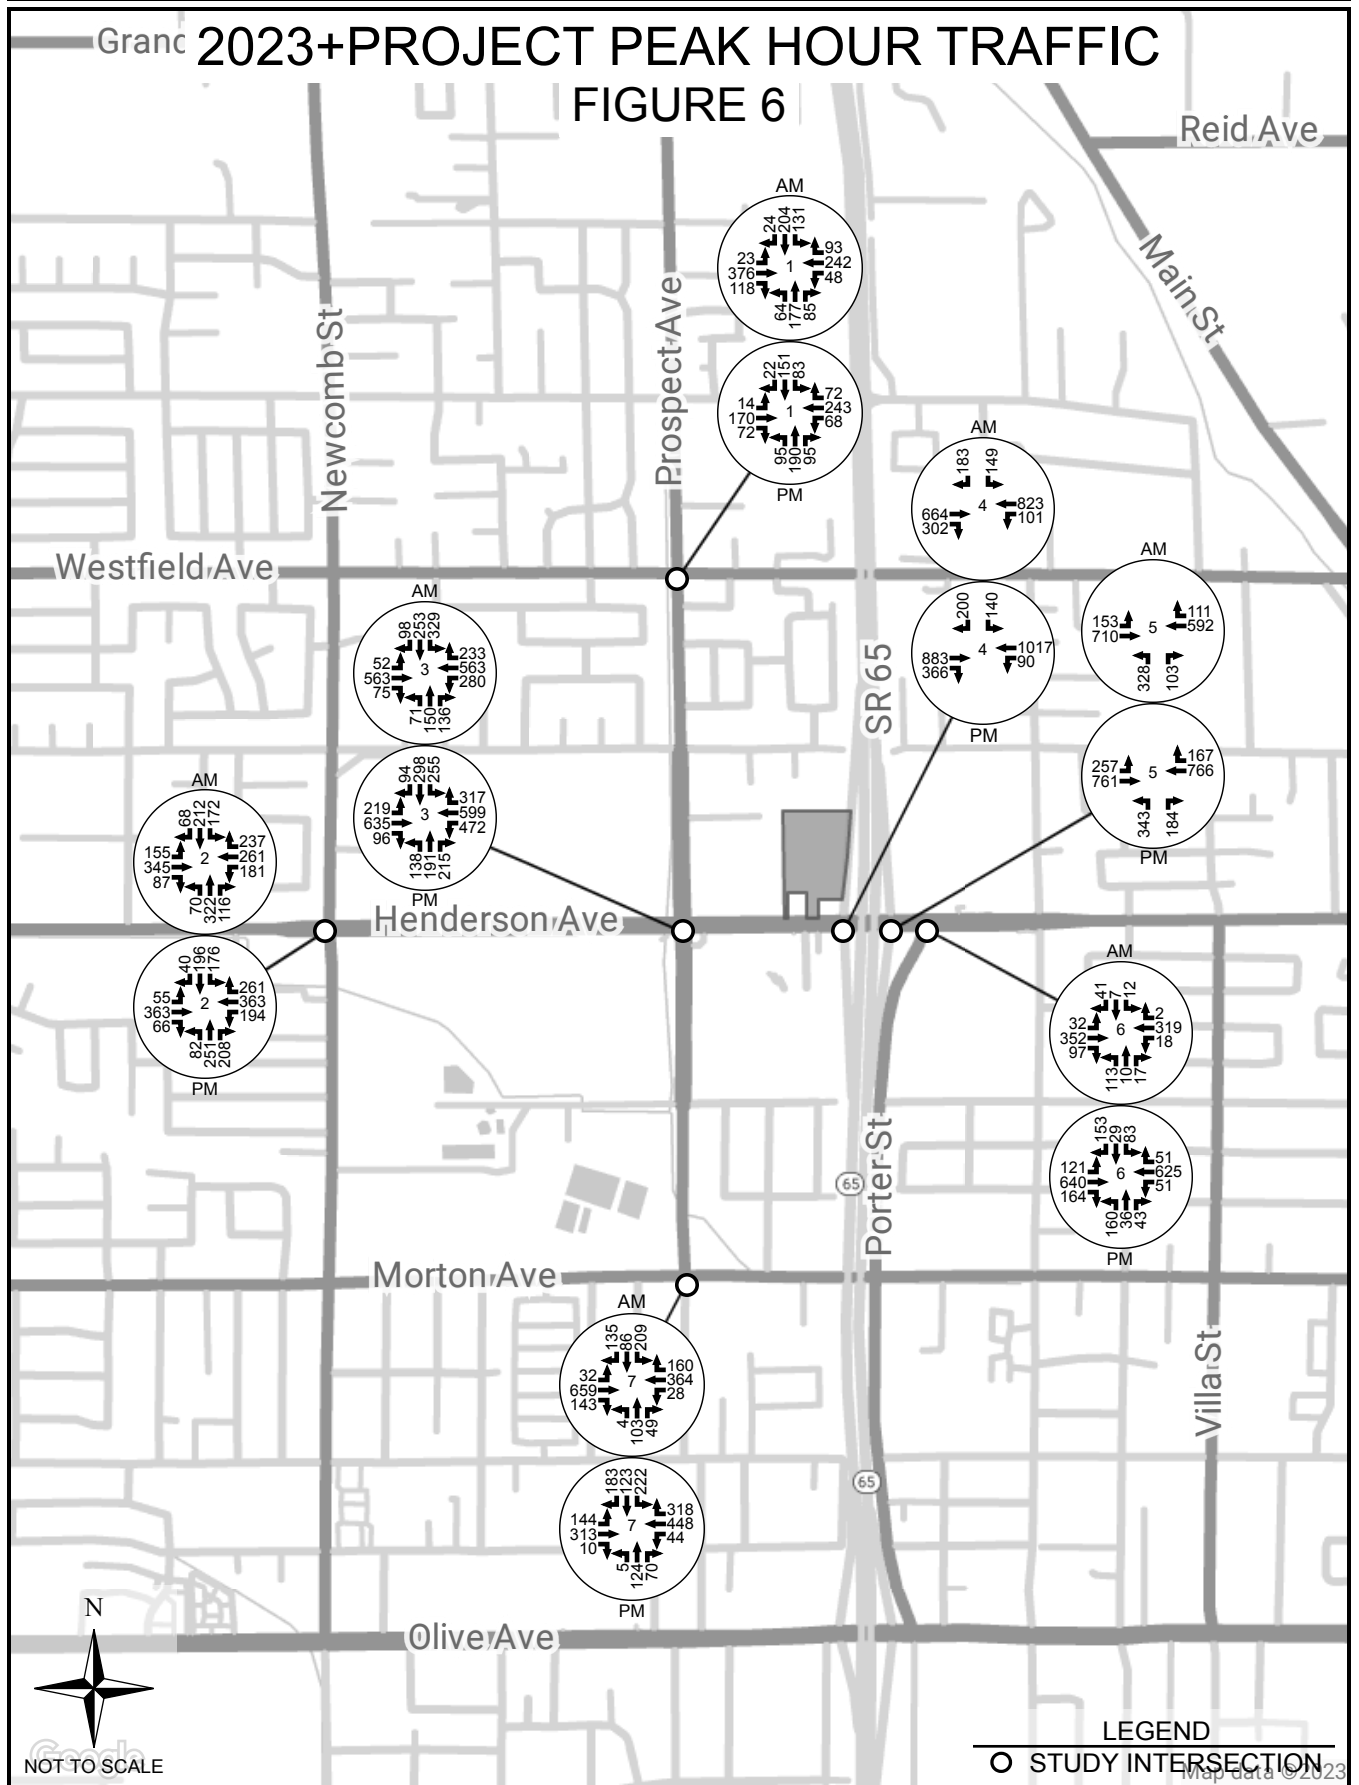 2023+PROJECT PEAK HOUR TRAFFIC
FIGURE 6
Grand
Reid Ave
Main St
Newcomb St
Prospect Ave
SR 65
Westfield Ave
Henderson Ave
Porter St
Morton Ave
Villa St
Olive Ave
65
65
AM
24 204 131
23
376
118
1
93
242
48
64 177 85
22 151 83
14
170
72
1
72
243
68
95 190 95
PM
AM
183 149
664
302
4
823
101
200 140
883
366
4
1017
90
PM
AM
153
710
5
111
592
328 103
257
761
5
167
766
343 184
PM
AM
98 253 329
52
563
75
3
233
563
280
71 150 136
94 298 255
219
635
96
3
317
599
472
138 191 215
PM
AM
68 212 172
155
345
87
2
237
261
181
70 322 116
40 196 176
55
363
66
2
261
363
194
82 251 208
PM
AM
41 7 12
32
352
97
6
2
319
18
113 10 17
153 29 83
121
640
164
6
51
625
51
160 36 43
PM
AM
135 86 209
32
659
143
7
160
364
28
4 103 49
183 123 222
144
313
10
7
318
448
44
5 124 70
PM
N
Google
NOT TO SCALE
LEGEND
STUDY INTERSECTION
Map data ©2023